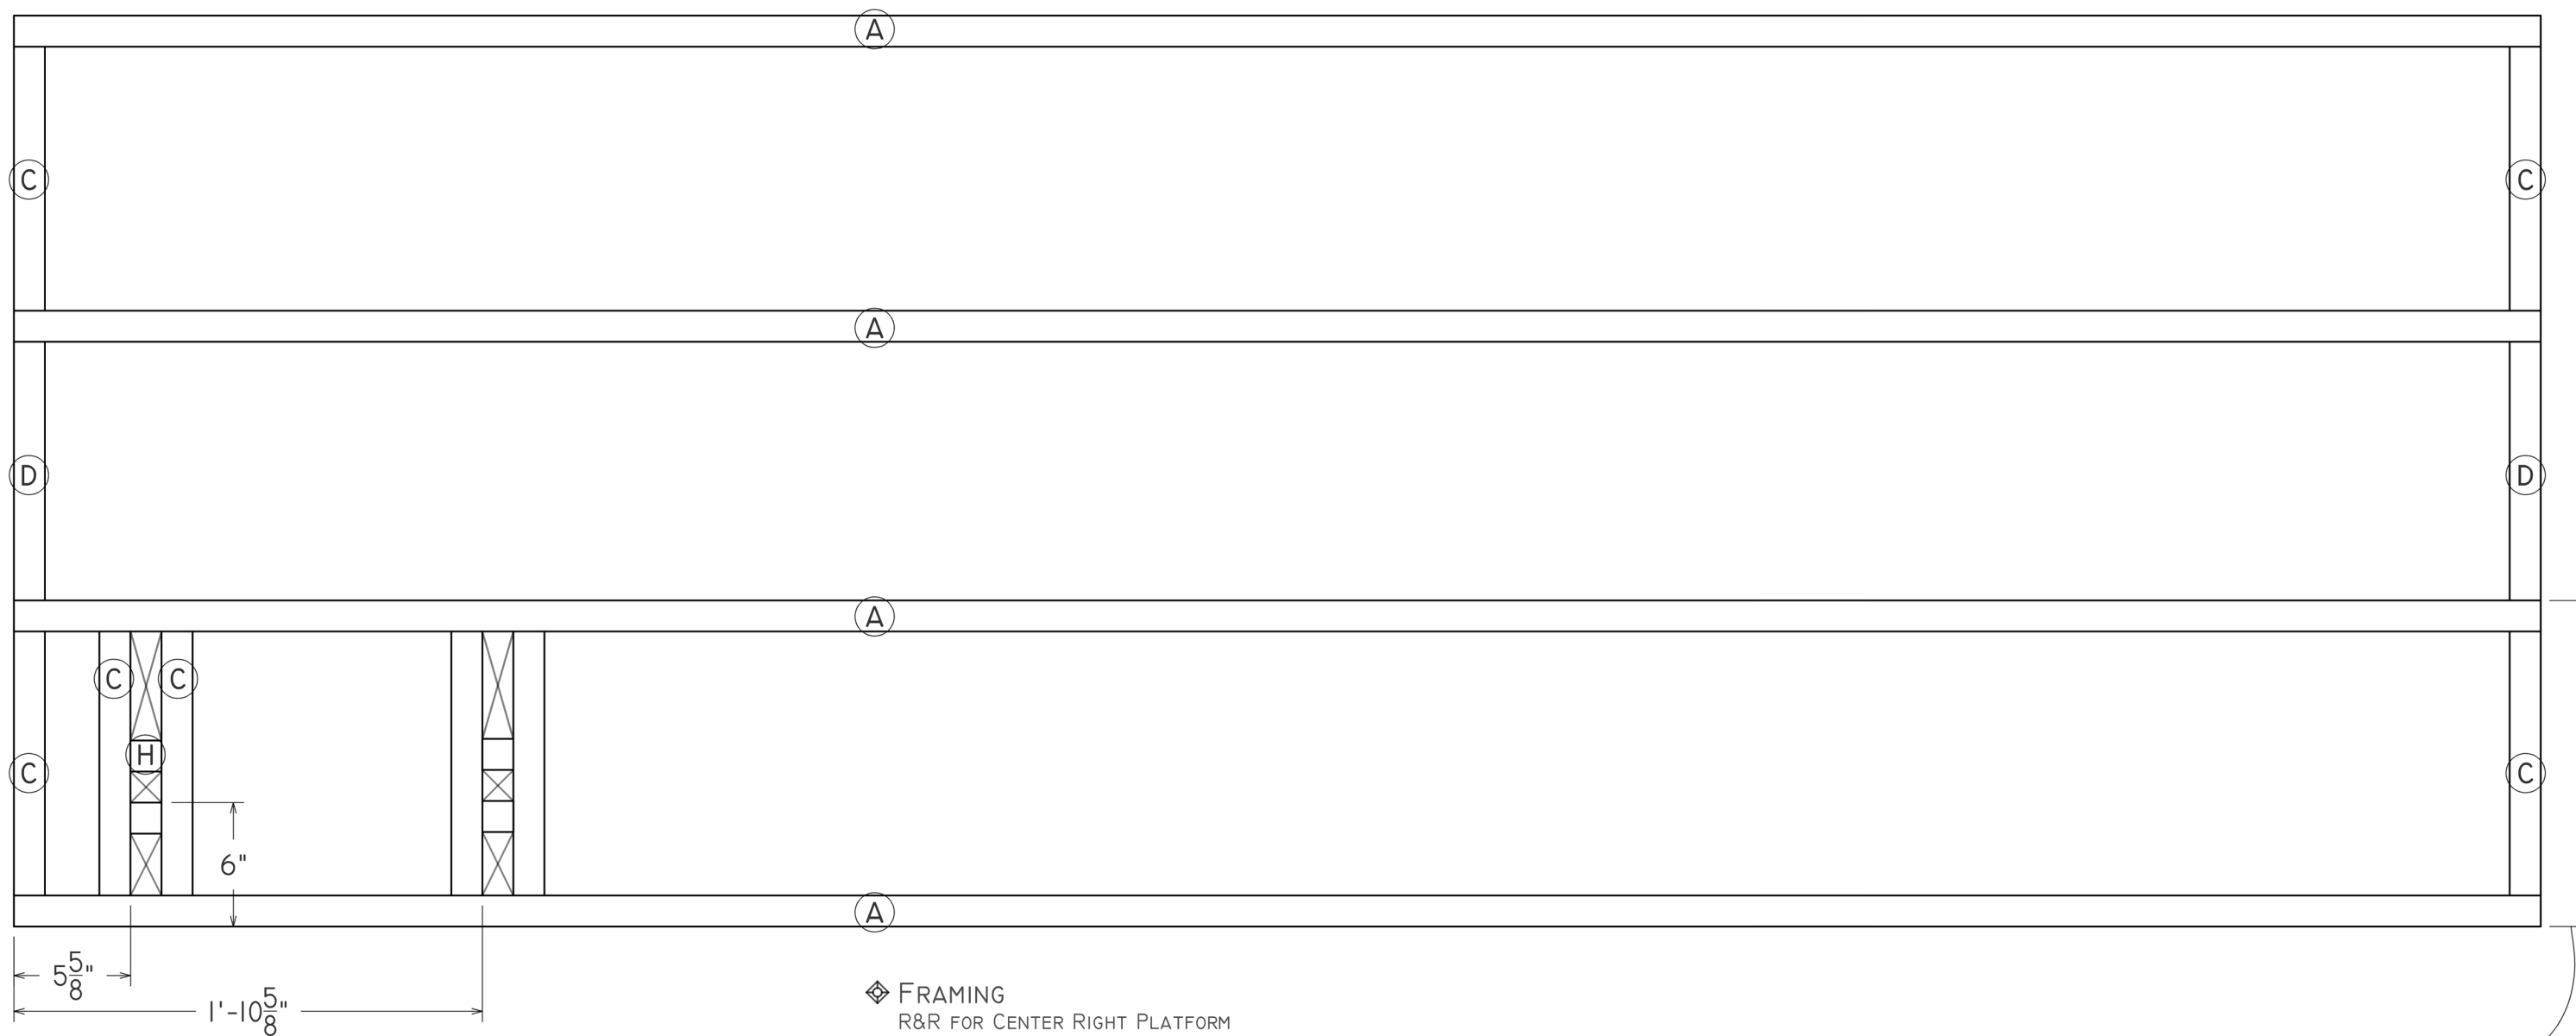 A
C C
A
D D
A
C C
H
C C
6"
A
5 5/8"
1'-10 5/8"
FRAMING
R&R FOR CENTER RIGHT PLATFORM